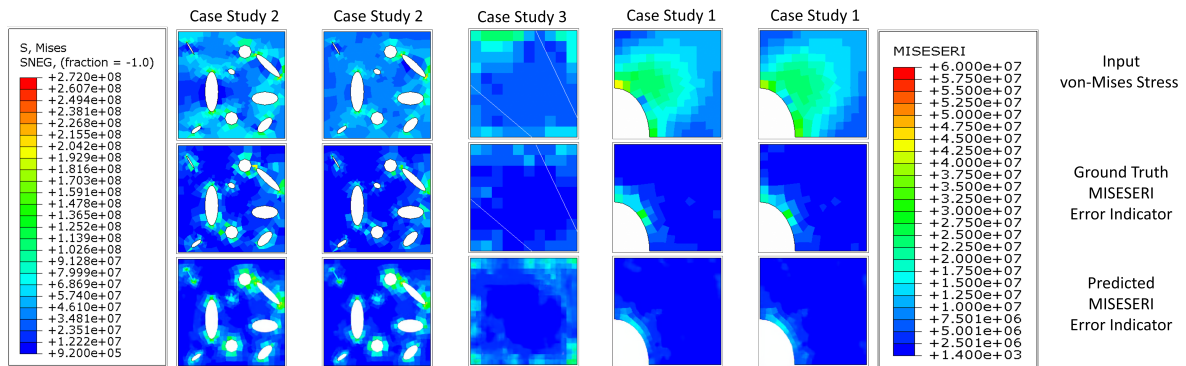 Case Study 2
Case Study 2
Case Study 3
Case Study 1
Case Study 1
S, Mises
SNEG, (fraction = -1.0)
+2.720e+08
+2.607e+08
+2.494e+08
+2.381e+08
+2.268e+08
+2.155e+08
+2.042e+08
+1.929e+08
+1.816e+08
+1.703e+08
+1.591e+08
+1.478e+08
+1.365e+08
+1.252e+08
+1.139e+08
+1.026e+08
+9.128e+07
+7.999e+07
+6.869e+07
+5.740e+07
+4.610e+07
+3.481e+07
+2.351e+07
+1.222e+07
+9.200e+05
MISESERI
+6.000e+07
+5.750e+07
+5.500e+07
+5.250e+07
+5.000e+07
+4.750e+07
+4.500e+07
+4.250e+07
+4.000e+07
+3.750e+07
+3.500e+07
+3.250e+07
+3.000e+07
+2.750e+07
+2.500e+07
+2.250e+07
+2.000e+07
+1.750e+07
+1.500e+07
+1.250e+07
+1.000e+07
+7.501e+06
+5.001e+06
+2.501e+06
+1.400e+03
Input
von-Mises Stress
Ground Truth
MISESERI
Error Indicator
Predicted
MISESERI
Error Indicator